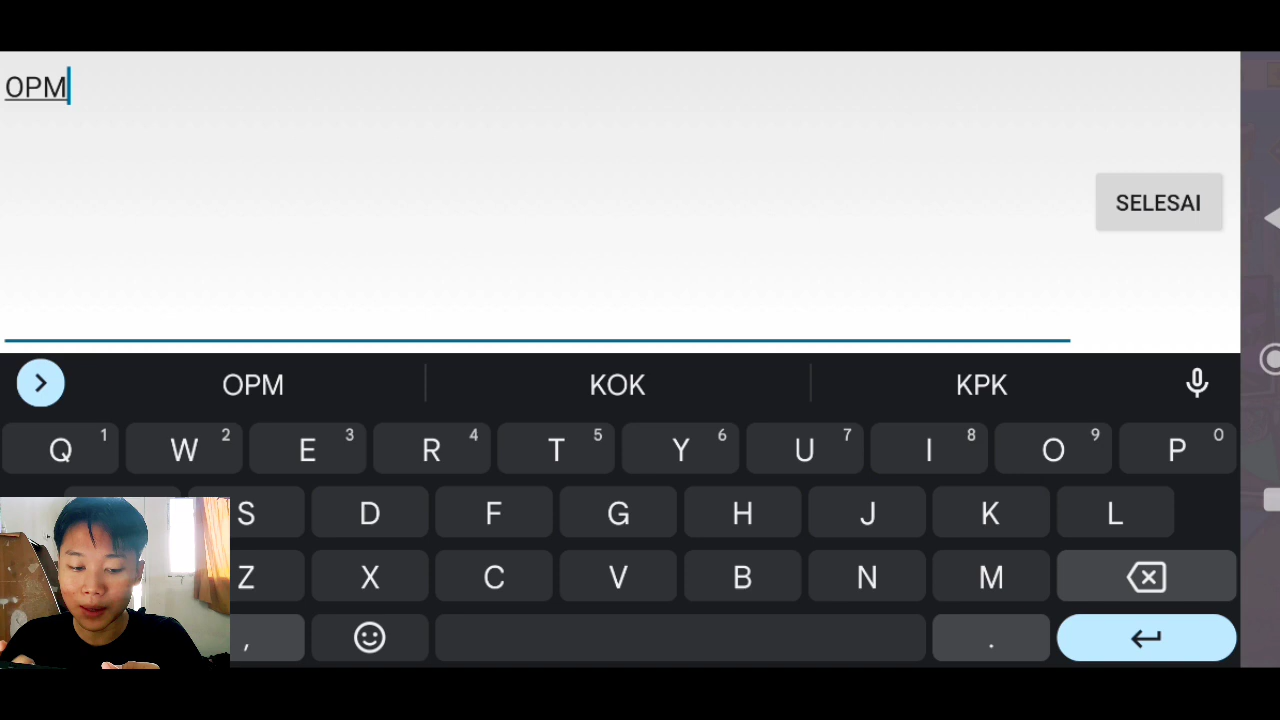 OPM
SELESAI
OPM KOK KPK
Q 1 W 2 E 3 R 4 T 5 Y 6 U 7 I 8 O 9 P 0
S D F G H J K L
Z X C V B N M
, .